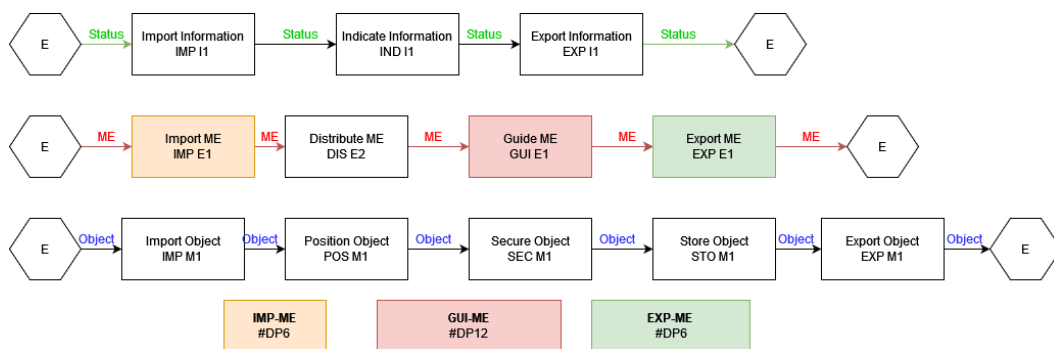 E
Status
Import Information
IMP I1
Status
Indicate Information
IND I1
Status
Export Information
EXP I1
Status
E
E
ME
Import ME
IMP E1
ME
Distribute ME
DIS E2
ME
Guide ME
GUI E1
ME
Export ME
EXP E1
ME
E
E
Object
Import Object
IMP M1
Object
Position Object
POS M1
Object
Secure Object
SEC M1
Object
Store Object
STO M1
Object
Export Object
EXP M1
Object
E
IMP-ME
#DP6
GUI-ME
#DP12
EXP-ME
#DP6